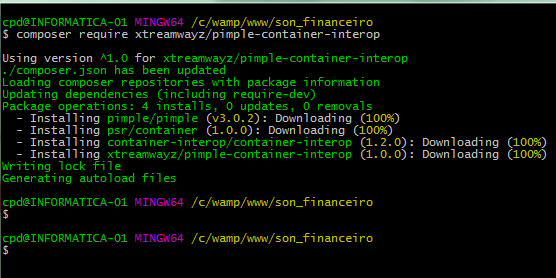 cpd@INFORMATICA-01 MINGW64 /c/wamp/www/son_financeiro
$ composer require xtreamwayz/pimple-container-interop
Using version ^1.0 for xtreamwayz/pimple-container-interop
./composer.json has been updated
Loading composer repositories with package information
Updating dependencies (including require-dev)
Package operations: 4 installs, 0 updates, 0 removals
  - Installing pimple/pimple (v3.0.2): Downloading (100%)
  - Installing psr/container (1.0.0): Downloading (100%)
  - Installing container-interop/container-interop (1.2.0): Downloading (100%)
  - Installing xtreamwayz/pimple-container-interop (1.0.0): Downloading (100%)
Writing lock file
Generating autoload files
cpd@INFORMATICA-01 MINGW64 /c/wamp/www/son_financeiro
$
cpd@INFORMATICA-01 MINGW64 /c/wamp/www/son_financeiro
$